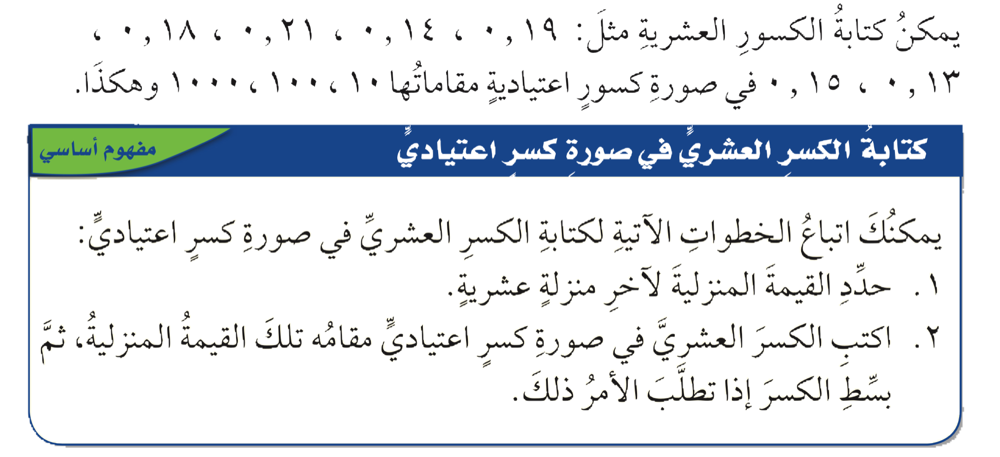 يمكنُ كتابةُ الكسورِ العشريةِ مثلَ: ٠,١٩ ، ٠,١٤ ، ٠,٢١ ، ٠,١٨ ،
٠,١٣ ، ٠,١٥ في صورةِ كسورٍ اعتياديةٍ مقاماتُها ١٠ ، ١٠٠ ، ١٠٠٠ وهكذَا.
كتابةُ الكسرِ العشريِّ في صورةِ كسرٍ اعتياديٍّ
مفهوم أساسي
يمكنُكَ اتباعُ الخطواتِ الآتيةِ لكتابةِ الكسرِ العشريِّ في صورةِ كسرٍ اعتياديٍّ:
١. حدِّدِ القيمةَ المنزليةَ لآخرِ منزلةٍ عشريةٍ.
٢. اكتبِ الكسرَ العشريَّ في صورةِ كسرٍ اعتياديٍّ مقامُه تلكَ القيمةُ المنزليةُ، ثمَّ
بسِّطِ الكسرَ إذا تطلَّبَ الأمرُ ذلكَ.